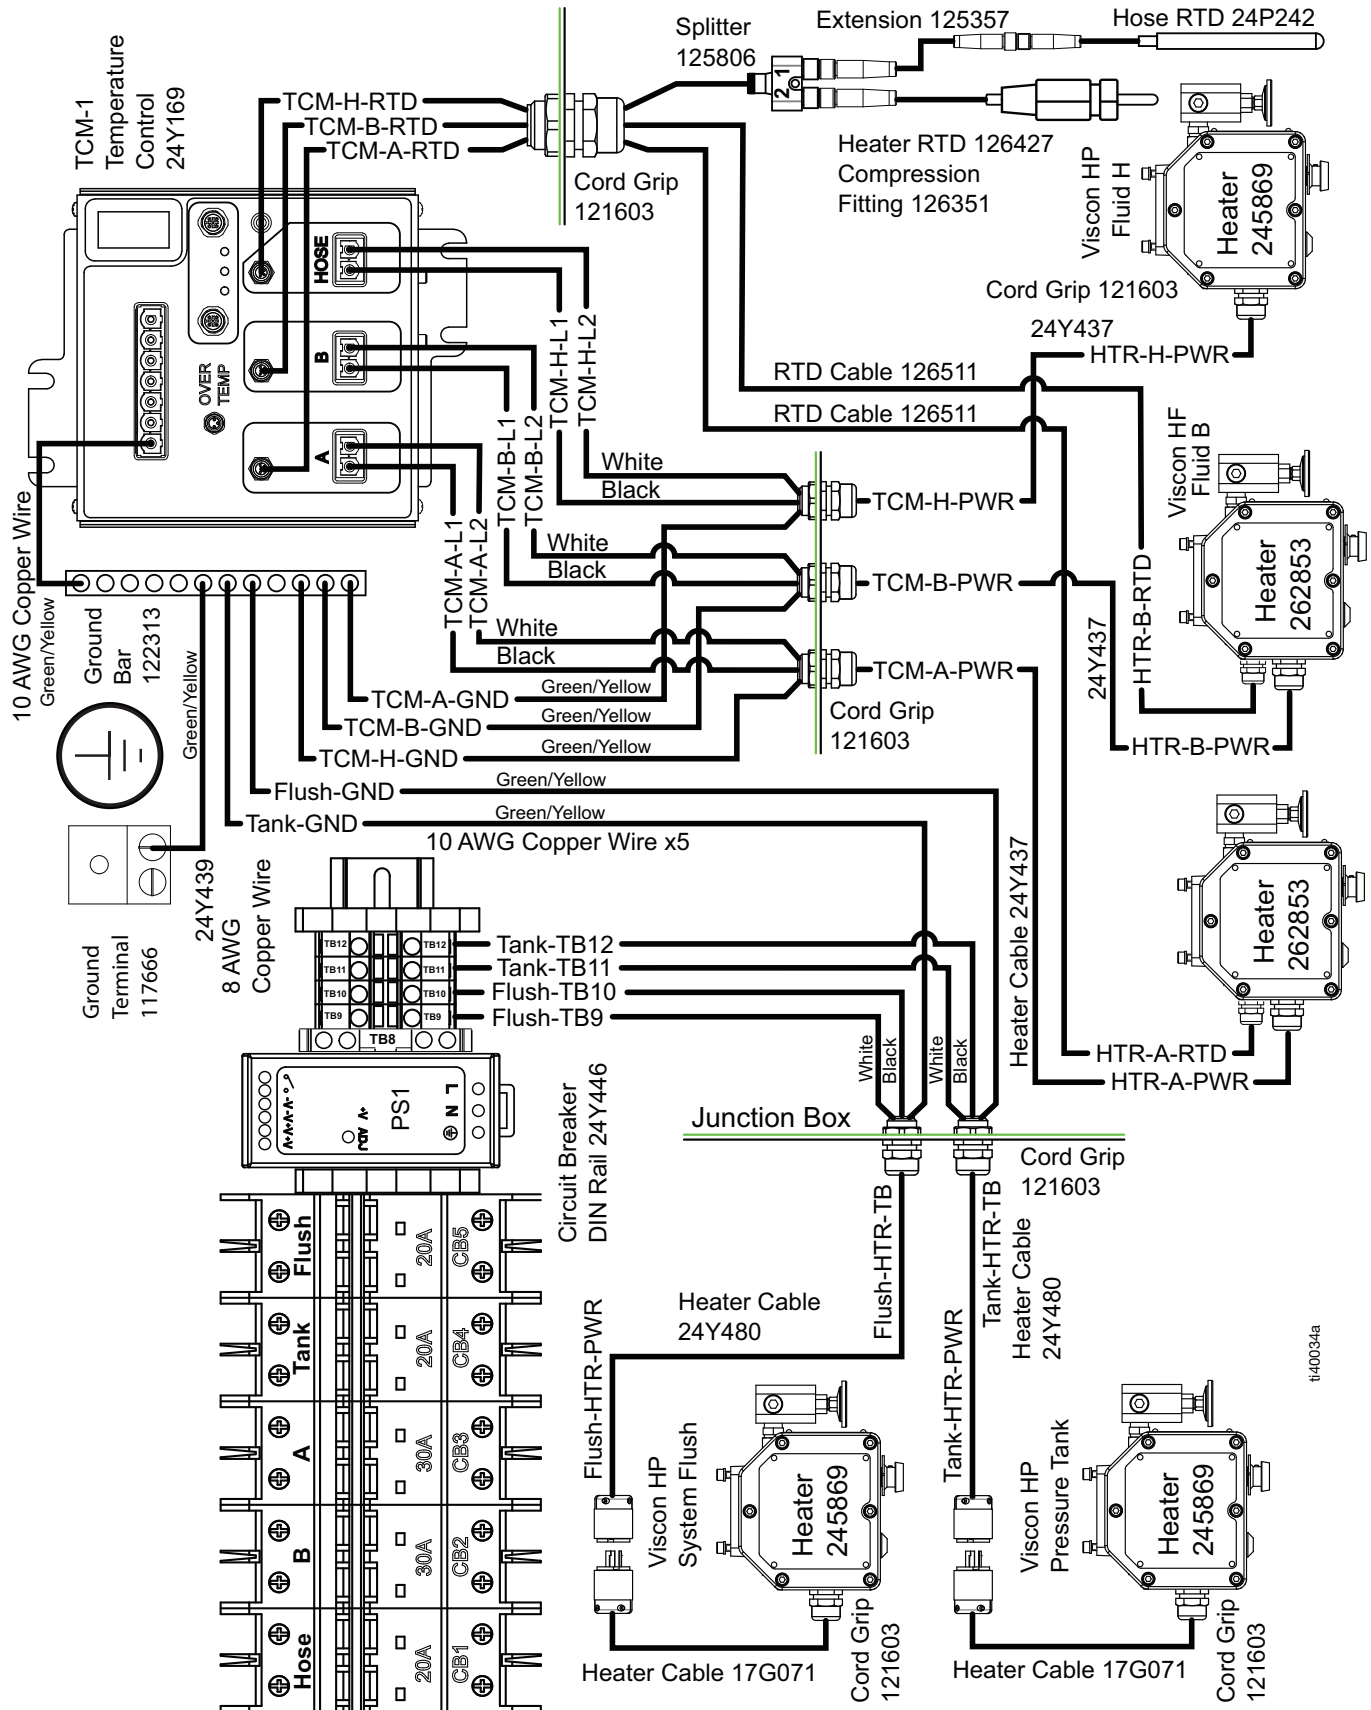 TCM-1
Temperature
Control
24Y169
TCM-H-RTD
TCM-B-RTD
TCM-A-RTD
Cord Grip
121603
Splitter
125806
1
2
Extension 125357
Hose RTD 24P242
Heater RTD 126427
Compression
Fitting 126351
Viscon HP
Fluid H
Heater
245869
Cord Grip 121603
24Y437
HTR-H-PWR
HOSE
B
A
OVER
TEMP
TCM-H-L1
TCM-H-L2
TCM-B-L1
TCM-B-L2
TCM-A-L1
TCM-A-L2
RTD Cable 126511
RTD Cable 126511
Viscon HF
Fluid B
Heater
262853
White
Black
TCM-H-PWR
White
Black
TCM-B-PWR
White
Black
TCM-A-PWR
Cord Grip
121603
24Y437
HTR-B-RTD
HTR-B-PWR
10 AWG Copper Wire
Green/Yellow
Ground
Bar
122313
Green/Yellow
TCM-A-GND
Green/Yellow
TCM-B-GND
Green/Yellow
TCM-H-GND
Green/Yellow
Flush-GND
Green/Yellow
Tank-GND
Green/Yellow
10 AWG Copper Wire x5
Ground
Terminal
117666
24Y439
8 AWG
Copper Wire
Heater
262853
Heater Cable 24Y437
HTR-A-RTD
HTR-A-PWR
TB12
TB12
Tank-TB12
TB11
TB11
Tank-TB11
TB10
TB10
Flush-TB10
TB9
TB9
Flush-TB9
TB8
White
Black
White
Black
-V-V+V+V
+V ADJ
PS1
L
N
Junction Box
Cord Grip
121603
Circuit Breaker
DIN Rail 24Y446
Flush-HTR-TB
Tank-HTR-TB
Heater Cable
24Y480
Heater Cable
24Y480
Flush-HTR-PWR
Tank-HTR-PWR
Flush
20A
CB5
Tank
20A
CB4
A
30A
CB3
B
30A
CB2
Hose
20A
CB1
Viscon HP
System Flush
Heater
245869
Viscon HP
Pressure Tank
Heater
245869
Heater Cable 17G071
Cord Grip
121603
Heater Cable 17G071
Cord Grip
121603
ti40034a